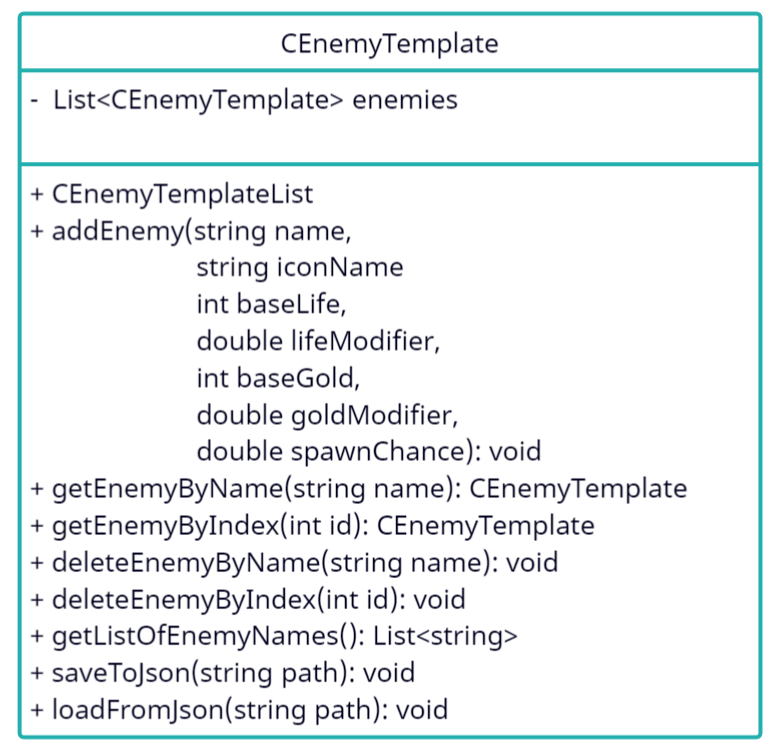 CEnemyTemplate
- List<CEnemyTemplate> enemies
+ CEnemyTemplateList
+ addEnemy(string name,
string iconName
int baseLife,
double lifeModifier,
int baseGold,
double goldModifier,
double spawnChance): void
+ getEnemyByName(string name): CEnemyTemplate
+ getEnemyByIndex(int id): CEnemyTemplate
+ deleteEnemyByName(string name): void
+ deleteEnemyByIndex(int id): void
+ getListOfEnemyNames(): List<string>
+ saveToJson(string path): void
+ loadFromJson(string path): void